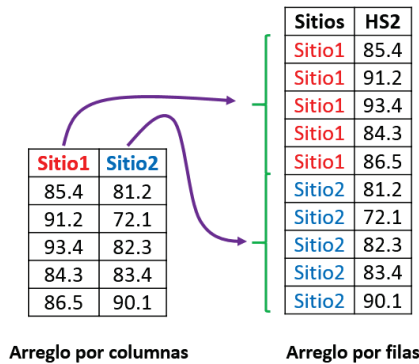 Sitio1 Sitio2
85.4 81.2
91.2 72.1
93.4 82.3
84.3 83.4
86.5 90.1
Arreglo por columnas
Sitios HS2
Sitio1 85.4
Sitio1 91.2
Sitio1 93.4
Sitio1 84.3
Sitio1 86.5
Sitio2 81.2
Sitio2 72.1
Sitio2 82.3
Sitio2 83.4
Sitio2 90.1
Arreglo por filas